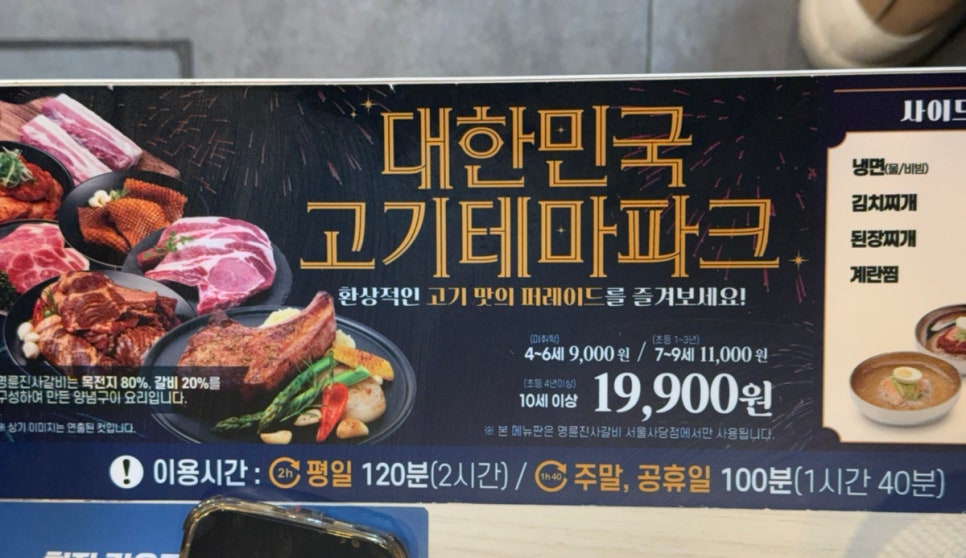 대한민국
고기테마파크
환상적인 고기 맛의 퍼레이드를 즐겨보세요!
(미취학)
4~6세 9,000원 /
(초등 1~3년)
7~9세 11,000원
(초등 4년이상)
10세 이상 19,900원
※ 본 메뉴판은 명륜진사갈비 서울사당점에서만 사용됩니다.
명륜진사갈비는 목전지 80%, 갈비 20%를
구성하여 만든 양념구이 요리입니다.
※ 상기 이미지는 연출된 컷입니다.
! 이용시간 : 2h 평일 120분(2시간) / 1h40 주말, 공휴일 100분(1시간 40분)
사이드
냉면(물/비빔)
김치찌개
된장찌개
계란찜